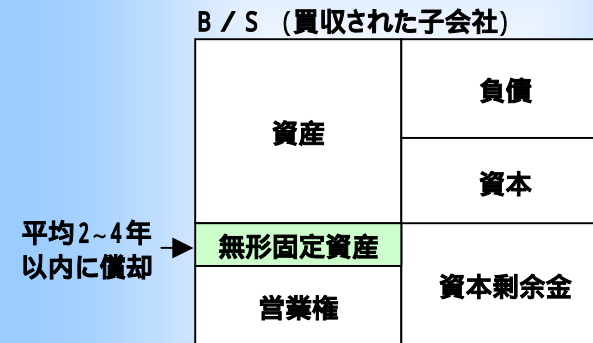 B/S (買収された子会社)
資産
負債
資本
平均2~4年
以内に償却
無形固定資産
営業権
資本剰余金